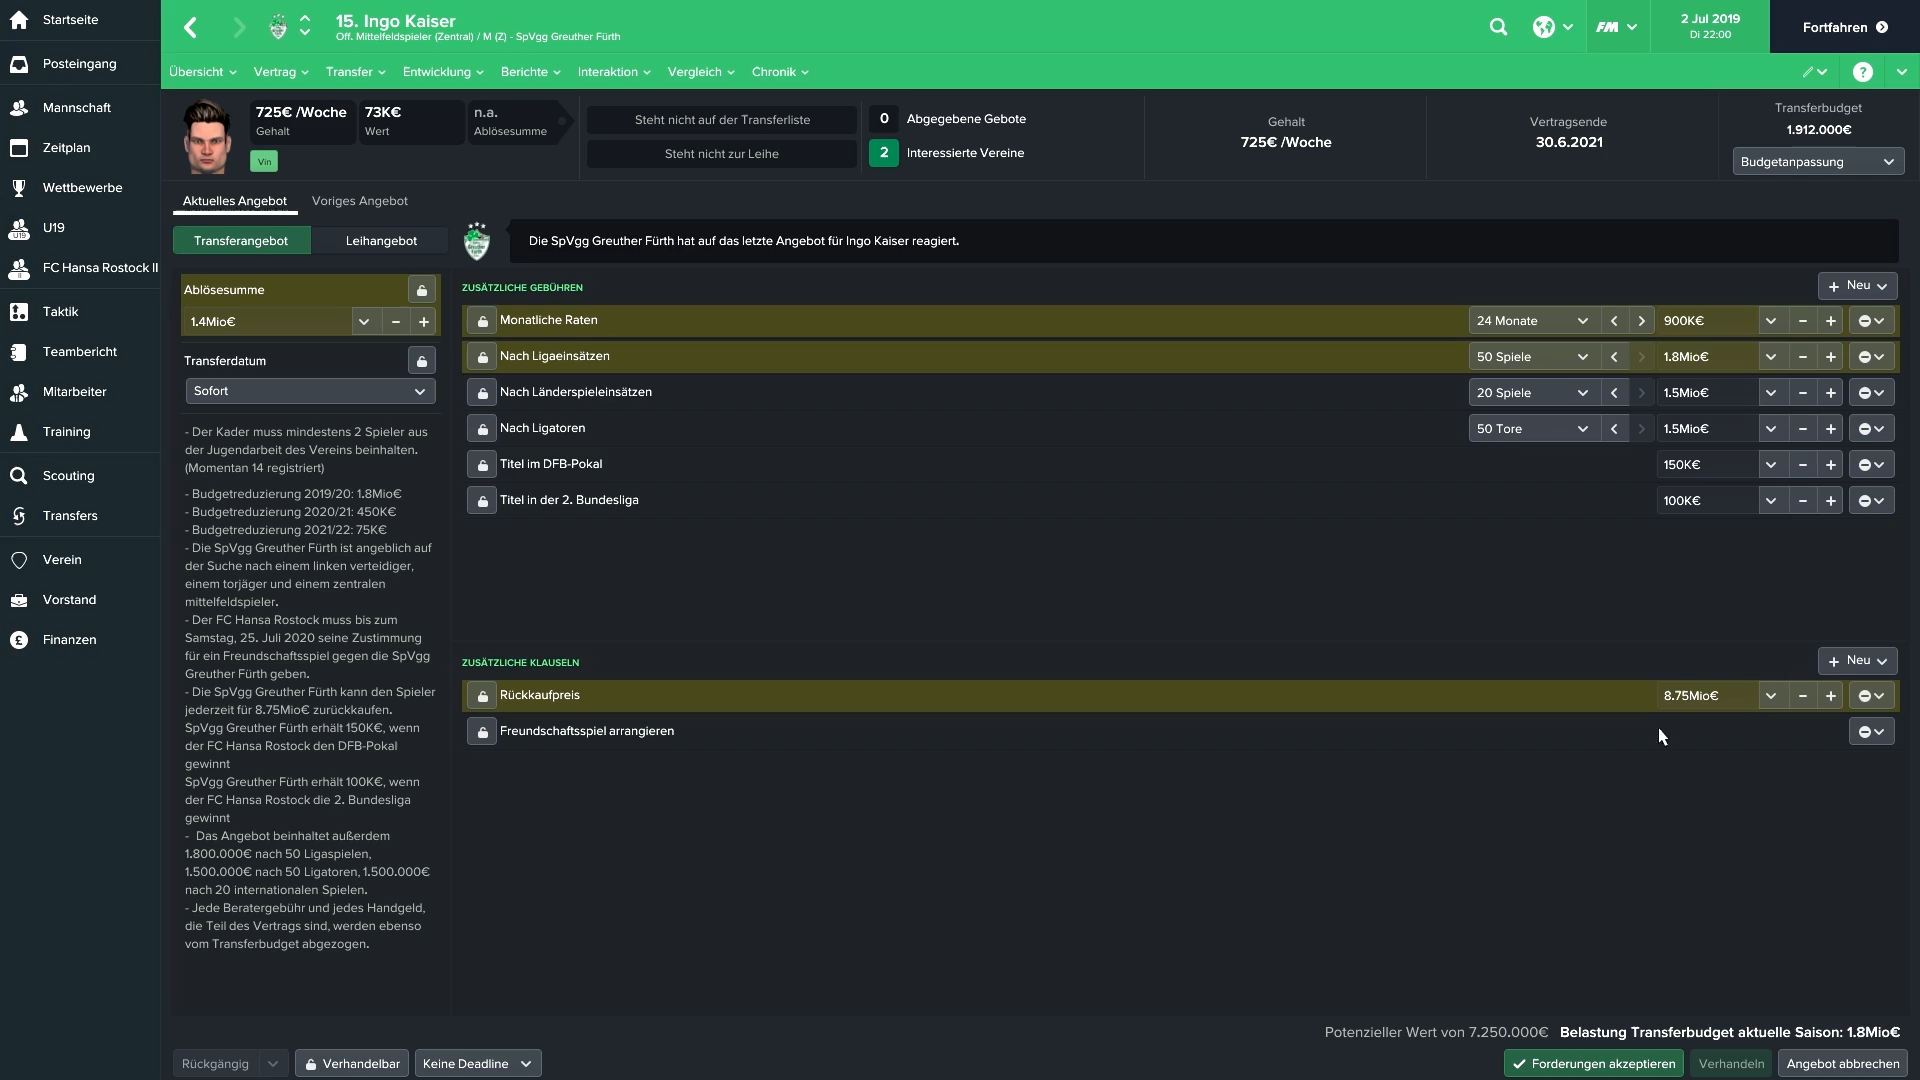 Startseite
Posteingang
Mannschaft
Zeitplan
Wettbewerbe
U19
FC Hansa Rostock II
Taktik
Teambericht
Mitarbeiter
Training
Scouting
Transfers
Verein
Vorstand
Finanzen
15. Ingo Kaiser
Off. Mittelfeldspieler (Zentral) / M (Z) - SpVgg Greuther Fürth
FM
2 Jul 2019
Di 22:00
Fortfahren
Übersicht Vertrag Transfer Entwicklung Berichte Interaktion Vergleich Chronik
?
725€ /Woche
Gehalt
73K€
Wert
n.a.
Ablösesumme
Vin
Steht nicht auf der Transferliste
Steht nicht zur Leihe
0 Abgegebene Gebote
2 Interessierte Vereine
Gehalt
725€ /Woche
Vertragsende
30.6.2021
Transferbudget
1.912.000€
Budgetanpassung
Aktuelles Angebot Voriges Angebot
Transferangebot Leihangebot
Die SpVgg Greuther Fürth hat auf das letzte Angebot für Ingo Kaiser reagiert.
Ablösesumme
1.4Mio€
Transferdatum
Sofort
- Der Kader muss mindestens 2 Spieler aus
der Jugendarbeit des Vereins beinhalten.
(Momentan 14 registriert)
- Budgetreduzierung 2019/20: 1.8Mio€
- Budgetreduzierung 2020/21: 450K€
- Budgetreduzierung 2021/22: 75K€
- Die SpVgg Greuther Fürth ist angeblich auf
der Suche nach einem linken verteidiger,
einem torjäger und einem zentralen
mittelfeldspieler.
- Der FC Hansa Rostock muss bis zum
Samstag, 25. Juli 2020 seine Zustimmung
für ein Freundschaftsspiel gegen die SpVgg
Greuther Fürth geben.
- Die SpVgg Greuther Fürth kann den Spieler
jederzeit für 8.75Mio€ zurückkaufen.
SpVgg Greuther Fürth erhält 150K€, wenn
der FC Hansa Rostock den DFB-Pokal
gewinnt
SpVgg Greuther Fürth erhält 100K€, wenn
der FC Hansa Rostock die 2. Bundesliga
gewinnt
- Das Angebot beinhaltet außerdem
1.800.000€ nach 50 Ligaspielen,
1.500.000€ nach 50 Ligatoren, 1.500.000€
nach 20 internationalen Spielen.
- Jede Beratergebühr und jedes Handgeld,
die Teil des Vertrags sind, werden ebenso
vom Transferbudget abgezogen.
ZUSÄTZLICHE GEBÜHREN
+ Neu
Monatliche Raten 24 Monate 900K€
Nach Ligaeinsätzen 50 Spiele 1.8Mio€
Nach Länderspieleinsätzen 20 Spiele 1.5Mio€
Nach Ligatoren 50 Tore 1.5Mio€
Titel im DFB-Pokal 150K€
Titel in der 2. Bundesliga 100K€
ZUSÄTZLICHE KLAUSELN
+ Neu
Rückkaufpreis 8.75Mio€
Freundschaftsspiel arrangieren
Potenzieller Wert von 7.250.000€ Belastung Transferbudget aktuelle Saison: 1.8Mio€
Rückgängig Verhandelbar Keine Deadline Forderungen akzeptieren Verhandeln Angebot abbrechen